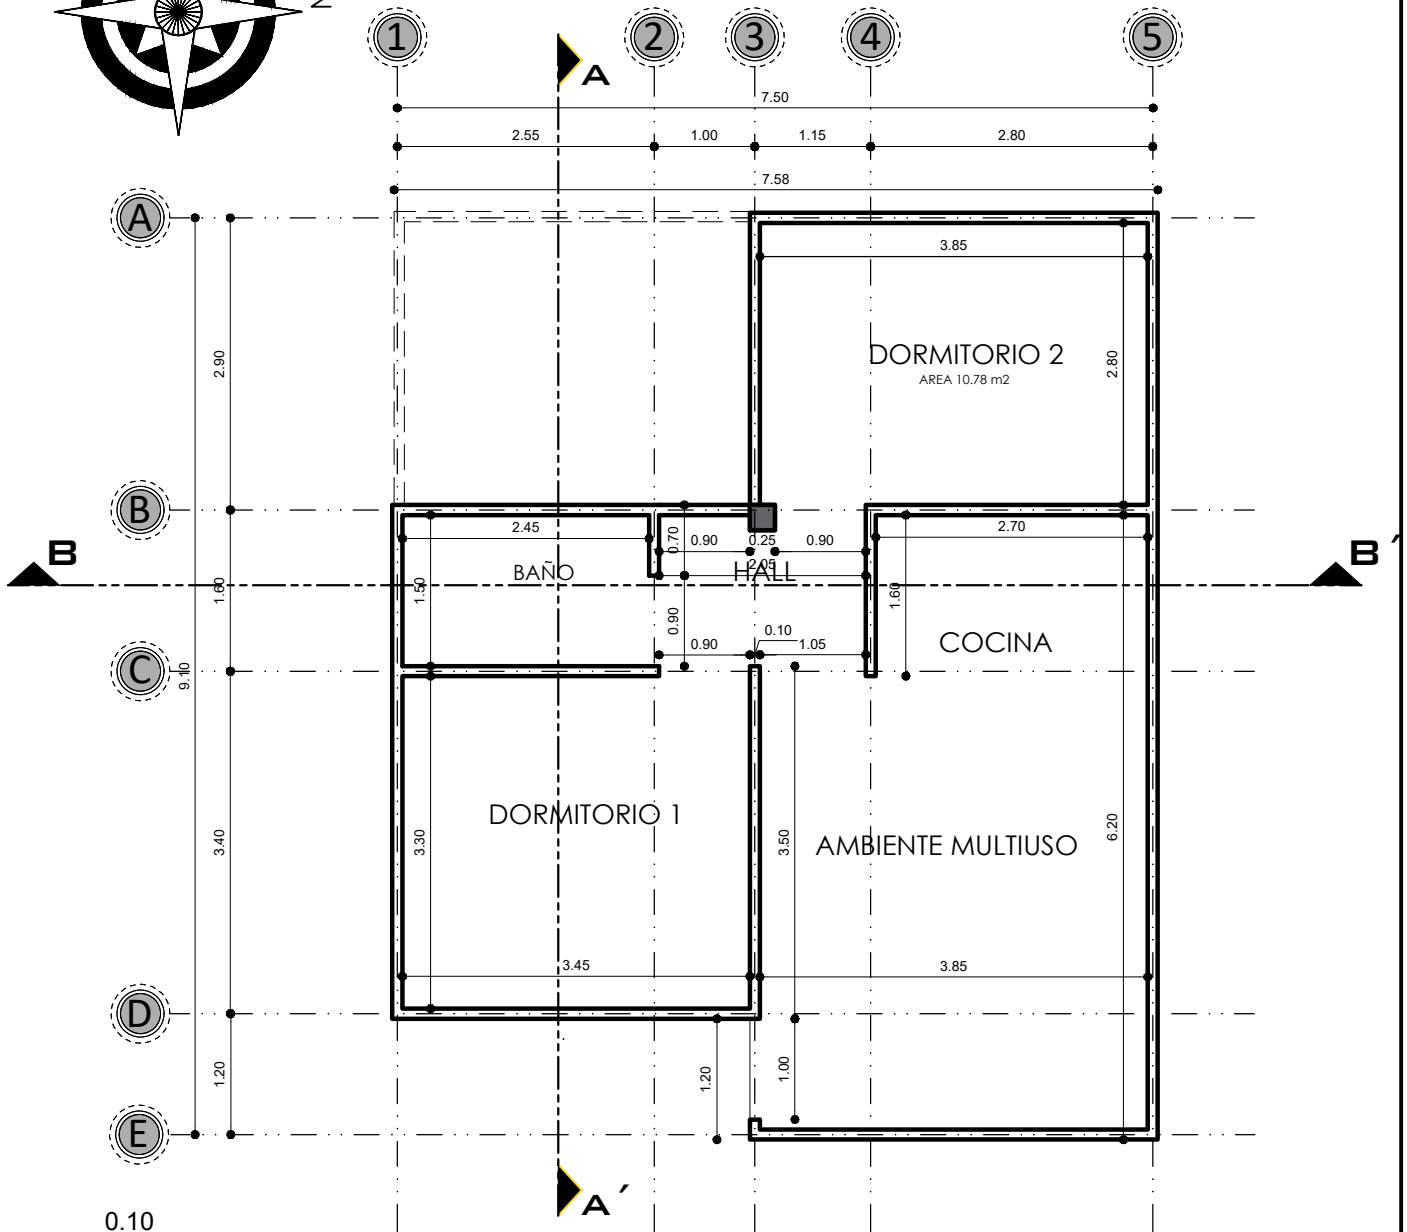 N
1 2 3 4 5
A
7.50
2.55 1.00 1.15 2.80
7.58
A
3.85
2.90
DORMITORIO 2
2.80
AREA 10.78 m2
B
2.45
0.70
0.90 0.25 0.90
2.70
B
B´
2.05
BAÑO
HALL
1.60
1.50
1.60
0.90
0.10
0.90
1.05
COCINA
C
9.10
DORMITORIO 1
3.40
3.30
3.50
AMBIENTE MULTIUSO
6.20
3.45
3.85
D
1.20
1.20
1.00
E
A´
0.10